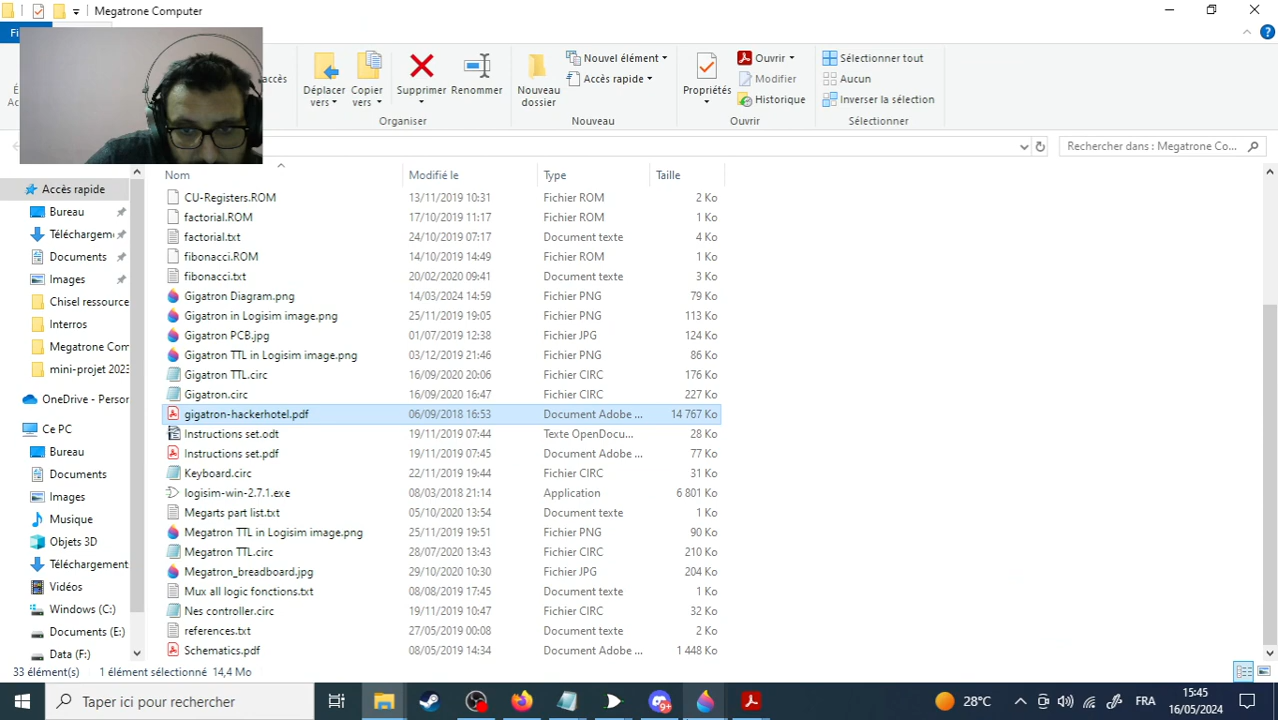 Megatrone Computer
Fi
accès
Déplacer vers
Copier vers
Supprimer
Renommer
Organiser
Nouveau dossier
Nouvel élément
Accès rapide
Nouveau
Propriétés
Ouvrir
Modifier
Historique
Ouvrir
Sélectionner tout
Aucun
Inverser la sélection
Sélectionner
Rechercher dans : Megatrone Co...
Nom Modifié le Type Taille
CU-Registers.ROM 13/11/2019 10:31 Fichier ROM 2 Ko
factorial.ROM 17/10/2019 11:17 Fichier ROM 1 Ko
factorial.txt 24/10/2019 07:17 Document texte 4 Ko
fibonacci.ROM 14/10/2019 14:49 Fichier ROM 1 Ko
fibonacci.txt 20/02/2020 09:41 Document texte 3 Ko
Gigatron Diagram.png 14/03/2024 14:59 Fichier PNG 79 Ko
Gigatron in Logisim image.png 25/11/2019 19:05 Fichier PNG 113 Ko
Gigatron PCB.jpg 01/07/2019 12:38 Fichier JPG 124 Ko
Gigatron TTL in Logisim image.png 03/12/2019 21:46 Fichier PNG 86 Ko
Gigatron TTL.circ 16/09/2020 20:06 Fichier CIRC 176 Ko
Gigatron.circ 16/09/2020 16:47 Fichier CIRC 227 Ko
gigatron-hackerhotel.pdf 06/09/2018 16:53 Document Adobe ... 14 767 Ko
Instructions set.odt 19/11/2019 07:44 Texte OpenDocu... 28 Ko
Instructions set.pdf 19/11/2019 07:45 Document Adobe ... 77 Ko
Keyboard.circ 22/11/2019 19:44 Fichier CIRC 31 Ko
logisim-win-2.7.1.exe 08/03/2018 21:14 Application 6 801 Ko
Megarts part list.txt 05/10/2020 13:54 Document texte 1 Ko
Megatron TTL in Logisim image.png 25/11/2019 19:51 Fichier PNG 90 Ko
Megatron TTL.circ 28/07/2020 13:43 Fichier CIRC 210 Ko
Megatron_breadboard.jpg 29/10/2020 10:30 Fichier JPG 204 Ko
Mux all logic fonctions.txt 08/08/2019 17:45 Document texte 1 Ko
Nes controller.circ 19/11/2019 10:47 Fichier CIRC 32 Ko
references.txt 27/05/2019 00:08 Document texte 2 Ko
Schematics.pdf 08/05/2019 14:34 Document Adobe ... 1 448 Ko
Accès rapide
Bureau
Téléchargem
Documents
Images
Chisel ressource
Interros
Megatrone Com
mini-projet 2023
OneDrive - Person
Ce PC
Bureau
Documents
Images
Musique
Objets 3D
Téléchargement
Vidéos
Windows (C:)
Documents (E:)
Data (F:)
33 élément(s) 1 élément sélectionné 14,4 Mo
Taper ici pour rechercher
9+
28°C
FRA
15:45
16/05/2024